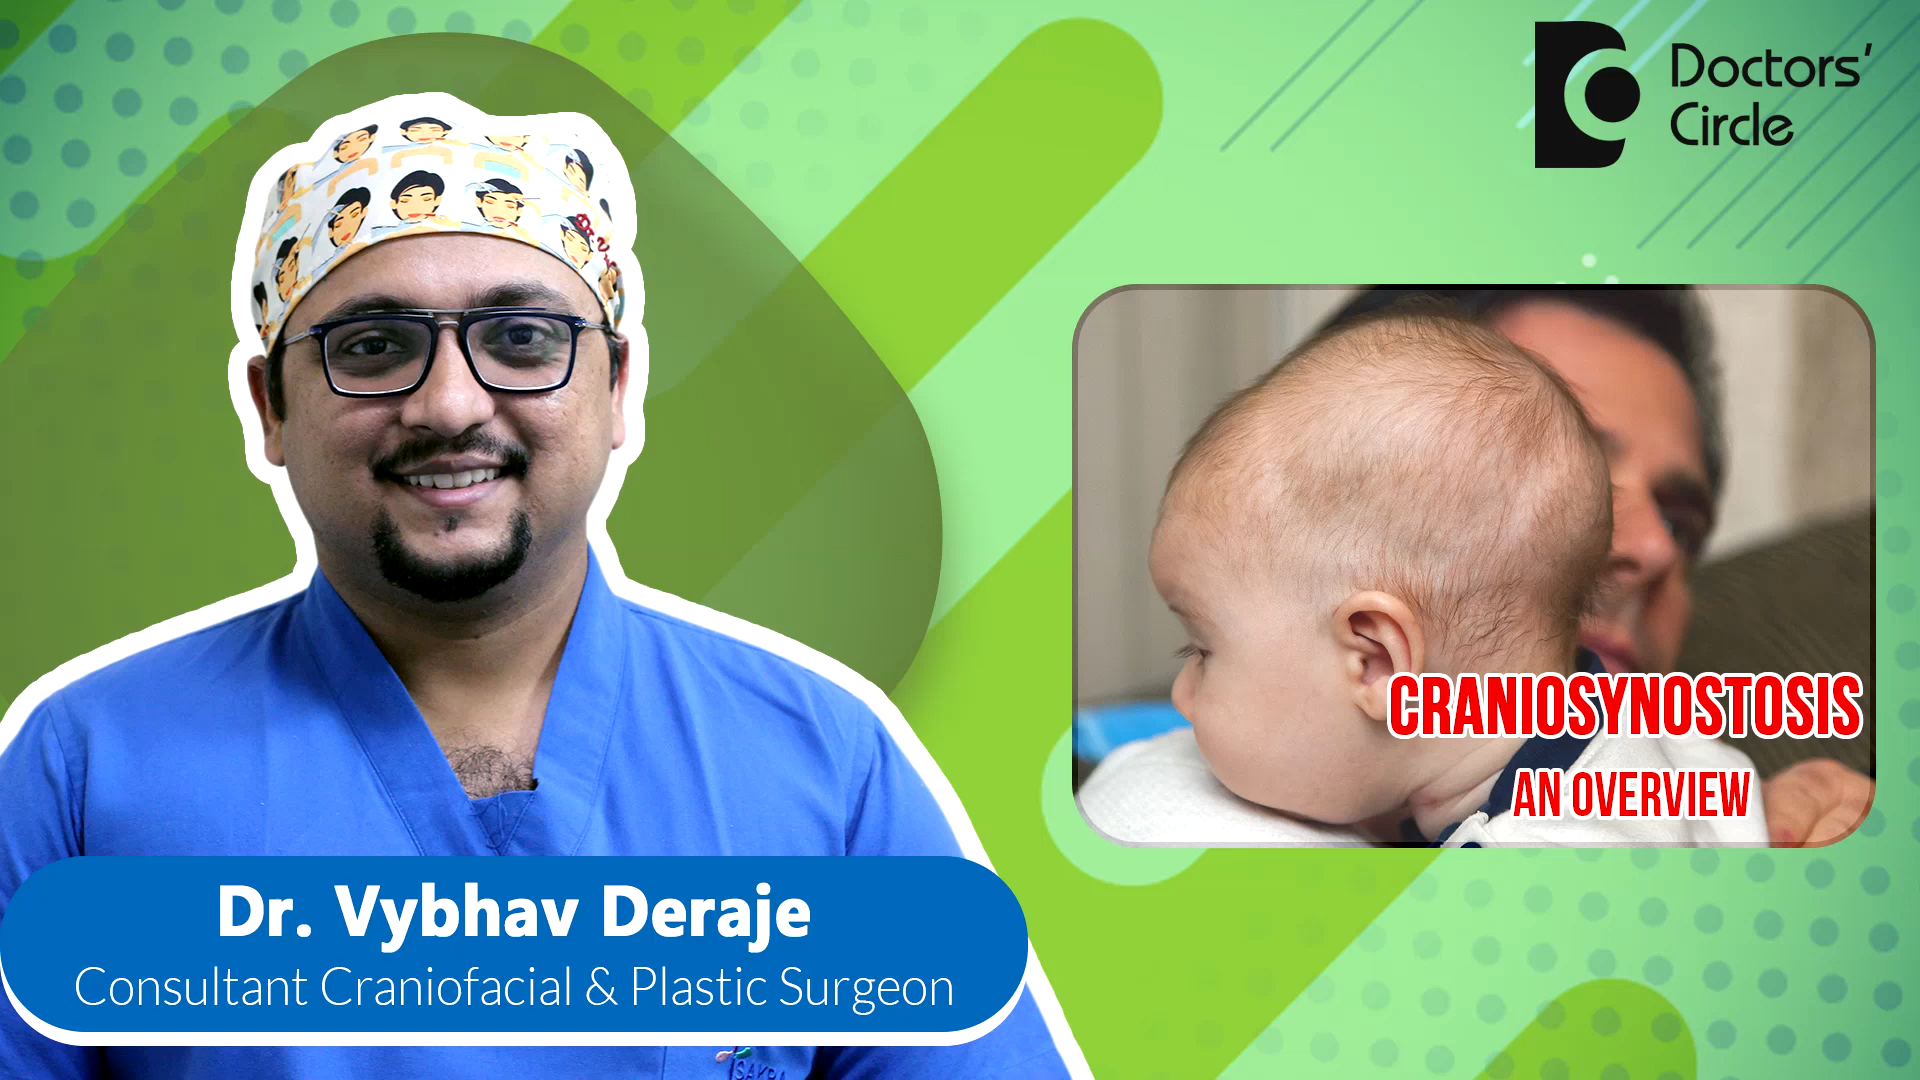 Doctors'
Circle
CRANIOSYNOSTOSIS
AN OVERVIEW
Dr. Vybhav Deraje
Consultant Craniofacial & Plastic Surgeon